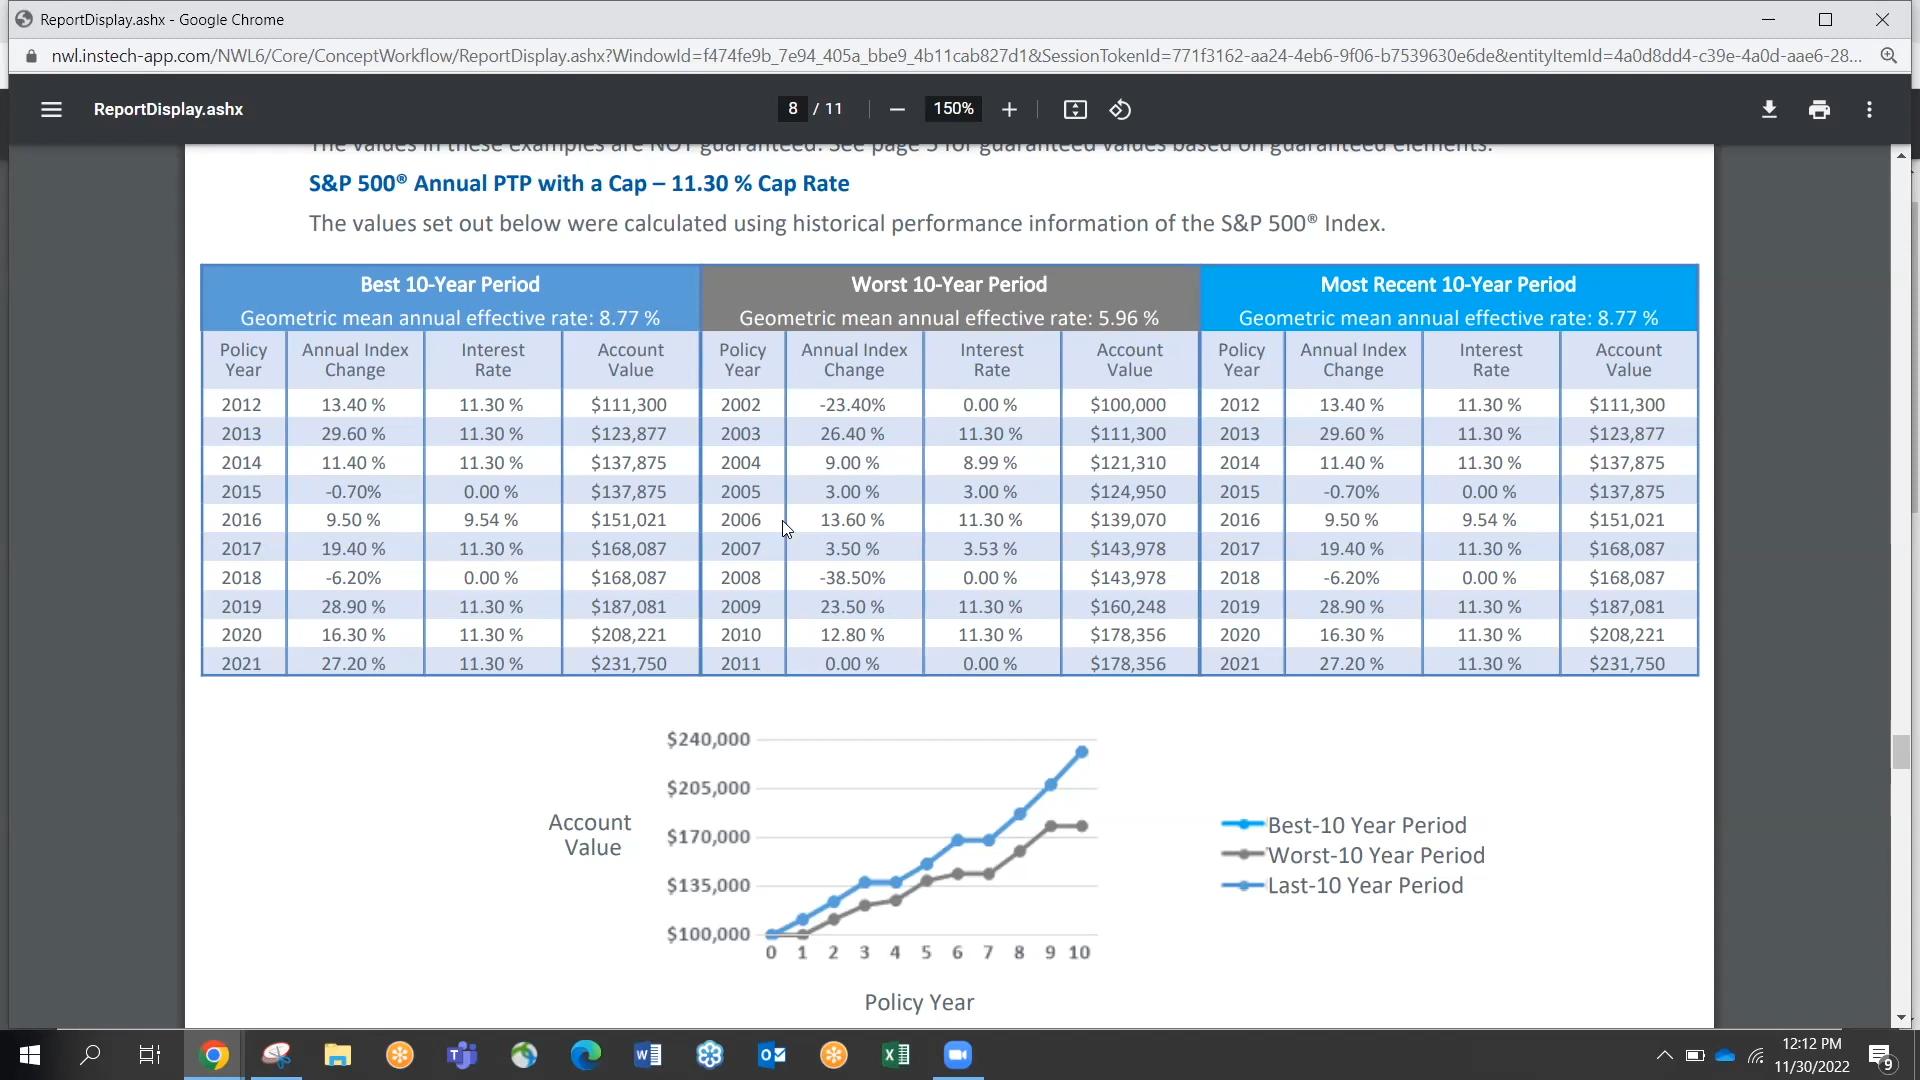 ReportDisplay.ashx - Google Chrome
nwl.instech-app.com/NWL6/Core/ConceptWorkflow/ReportDisplay.ashx?WindowId=f474fe9b_7e94_405a_bbe9_4b11cab827d1&SessionTokenId=771f3162-aa24-4eb6-9f06-b7539630e6de&entityItemId=4a0d8dd4-c39e-4a0d-aae6-28...
ReportDisplay.ashx 8 / 11 150%
The values in these examples are NOT guaranteed. See page 5 for guaranteed values based on guaranteed elements.
S&P 500® Annual PTP with a Cap – 11.30 % Cap Rate
The values set out below were calculated using historical performance information of the S&P 500® Index.
Best 10-Year Period Worst 10-Year Period Most Recent 10-Year Period
Geometric mean annual effective rate: 8.77 % Geometric mean annual effective rate: 5.96 % Geometric mean annual effective rate: 8.77 %
Policy Annual Index Interest Account Policy Annual Index Interest Account Policy Annual Index Interest Account
Year Change Rate Value Year Change Rate Value Year Change Rate Value
2012 13.40 % 11.30 % $111,300 2002 -23.40% 0.00 % $100,000 2012 13.40 % 11.30 % $111,300
2013 29.60 % 11.30 % $123,877 2003 26.40 % 11.30 % $111,300 2013 29.60 % 11.30 % $123,877
2014 11.40 % 11.30 % $137,875 2004 9.00 % 8.99 % $121,310 2014 11.40 % 11.30 % $137,875
2015 -0.70% 0.00 % $137,875 2005 3.00 % 3.00 % $124,950 2015 -0.70% 0.00 % $137,875
2016 9.50 % 9.54 % $151,021 2006 13.60 % 11.30 % $139,070 2016 9.50 % 9.54 % $151,021
2017 19.40 % 11.30 % $168,087 2007 3.50 % 3.53 % $143,978 2017 19.40 % 11.30 % $168,087
2018 -6.20% 0.00 % $168,087 2008 -38.50% 0.00 % $143,978 2018 -6.20% 0.00 % $168,087
2019 28.90 % 11.30 % $187,081 2009 23.50 % 11.30 % $160,248 2019 28.90 % 11.30 % $187,081
2020 16.30 % 11.30 % $208,221 2010 12.80 % 11.30 % $178,356 2020 16.30 % 11.30 % $208,221
2021 27.20 % 11.30 % $231,750 2011 0.00 % 0.00 % $178,356 2021 27.20 % 11.30 % $231,750
$240,000
$205,000
$170,000
$135,000
$100,000
Account
Value
0 1 2 3 4 5 6 7 8 9 10
Policy Year
Best-10 Year Period
Worst-10 Year Period
Last-10 Year Period
12:12 PM
11/30/2022
9